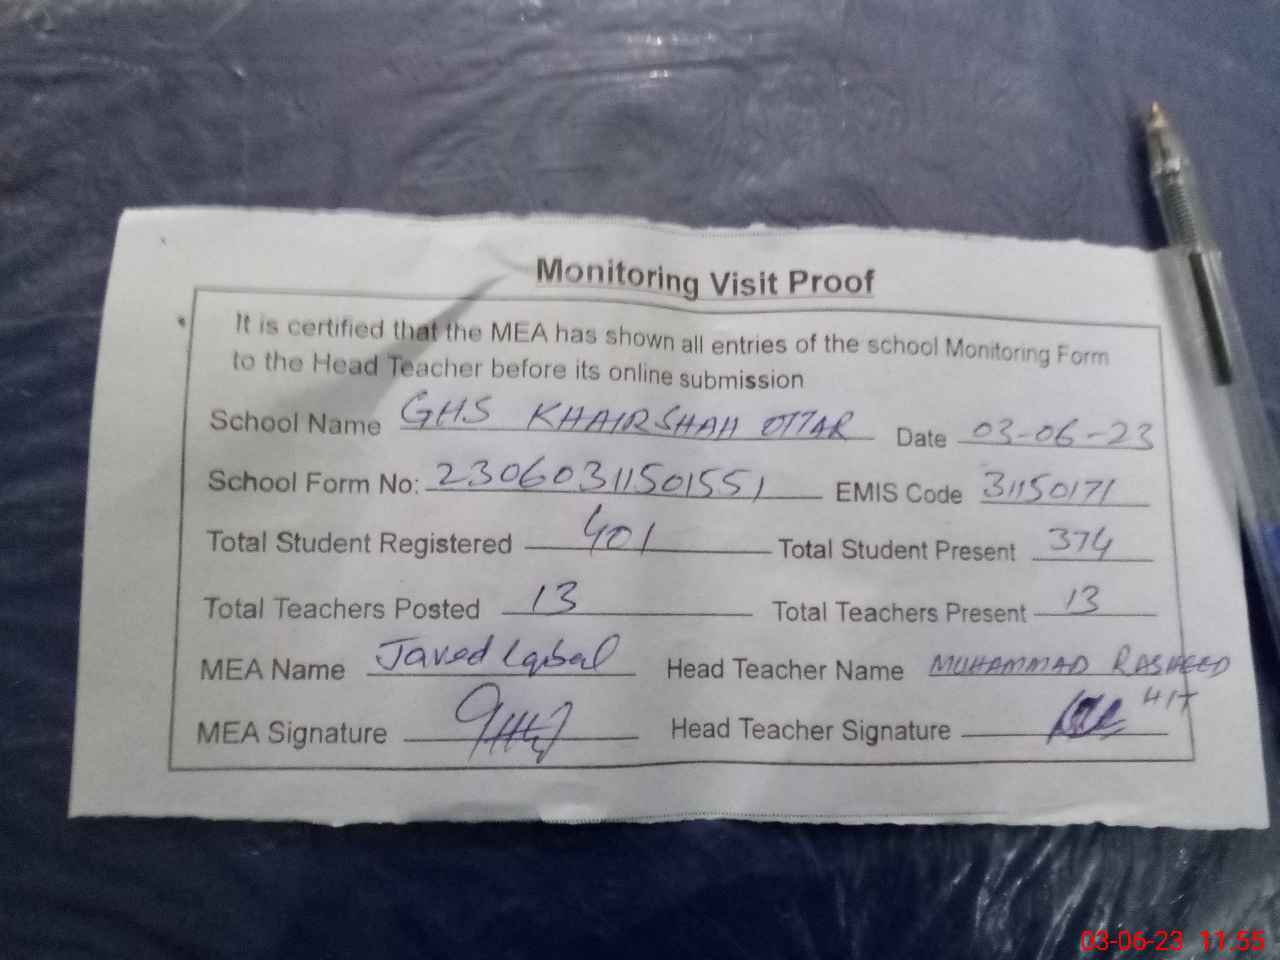 Monitoring Visit Proof
It is certified that the MEA has shown all entries of the school Monitoring Form
to the Head Teacher before its online submission
School Name GHS KHAIR SHAH OTTAR Date 03-06-23
School Form No: 23060311501551 EMIS Code 31150171
Total Student Registered 401 Total Student Present 374
Total Teachers Posted 13 Total Teachers Present 13
MEA Name Javed Iqbal Head Teacher Name MUHAMMAD RASHEED
MEA Signature Head Teacher Signature
03-06-23 11:55